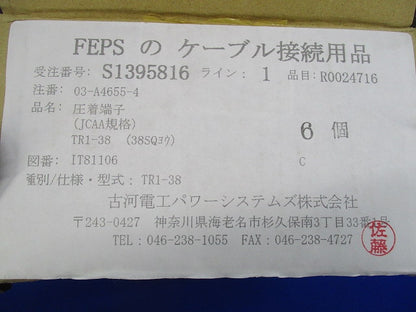 FEPS の ケーブル接続用品
受注番号: S1395816 ライン: 1 品目: R0024716
注番: 03-A4655-4
品名: 圧着端子
(JCAA規格) 6 個
TR1-38 (38SQヨウ)
図番: IT81106 C
種別/仕様・型式: TR1-38
古河電工パワーシステムズ株式会社
〒243-0427 神奈川県海老名市杉久保南3丁目33番1号
TEL: 046-238-1055 FAX: 046-238-4727
佐藤